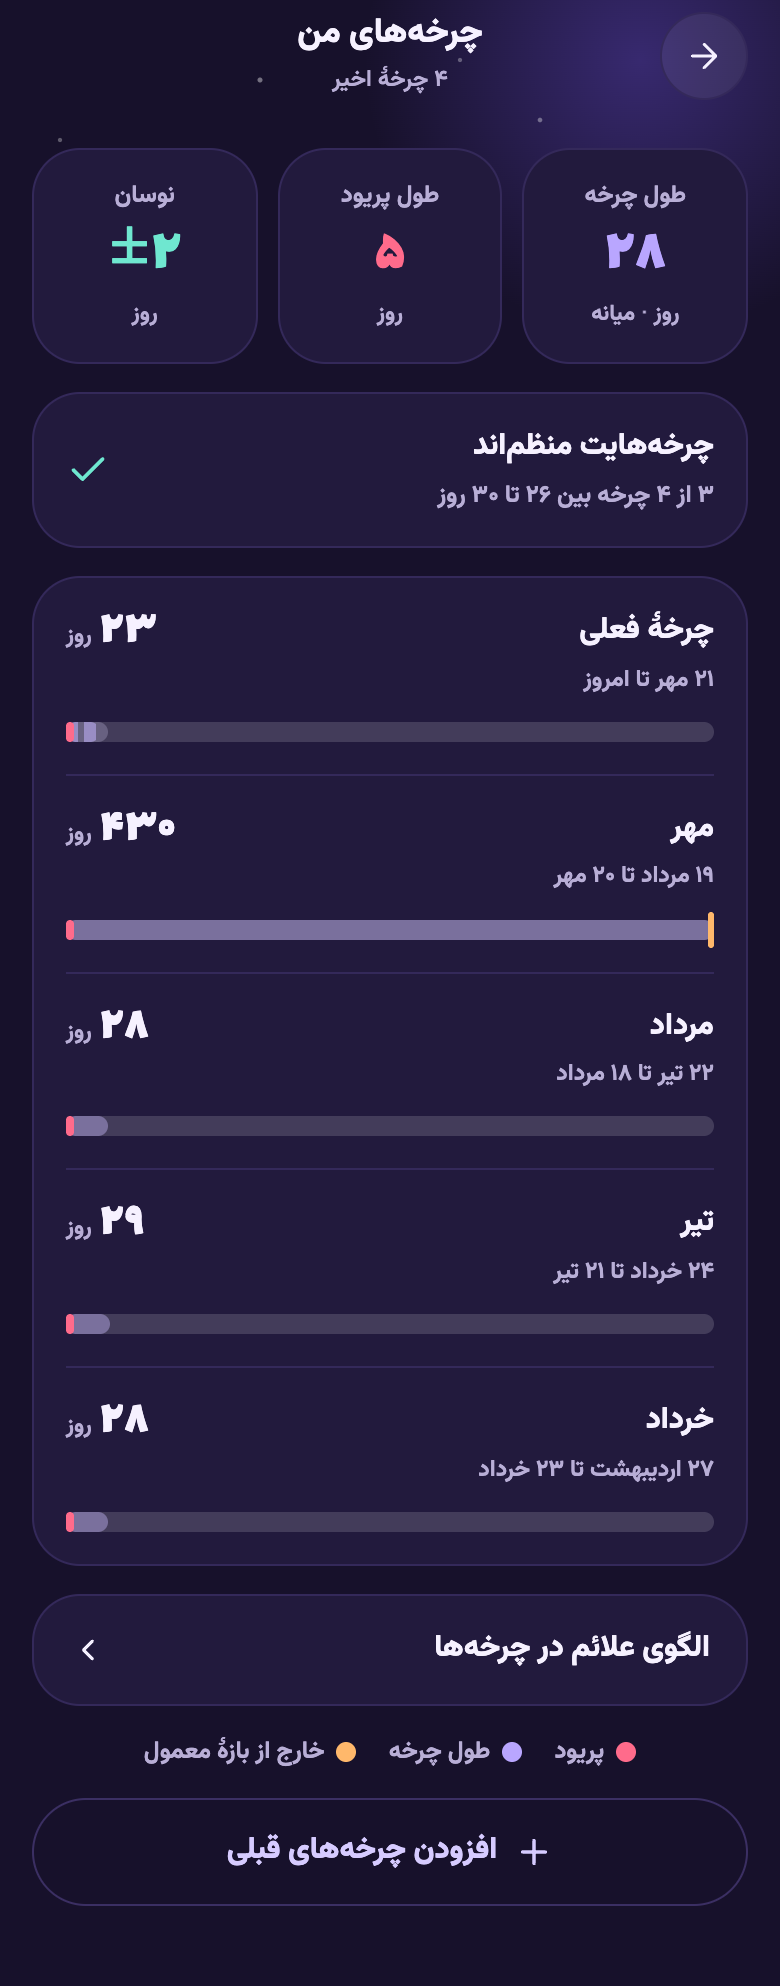 چرخه‌های من
۴ چرخهٔ اخیر
طول چرخه
۲۸
روز · میانه
طول پریود
۵
روز
نوسان
±۲
روز
چرخه‌هایت منظم‌اند
۳ از ۴ چرخه بین ۲۶ تا ۳۰ روز
چرخهٔ فعلی
۲۳ روز
۲۱ مهر تا امروز
مهر
۴۳۰ روز
۱۹ مرداد تا ۲۰ مهر
مرداد
۲۸ روز
۲۲ تیر تا ۱۸ مرداد
تیر
۲۹ روز
۲۴ خرداد تا ۲۱ تیر
خرداد
۲۸ روز
۲۷ اردیبهشت تا ۲۳ خرداد
الگوی علائم در چرخه‌ها
پریود
طول چرخه
خارج از بازهٔ معمول
افزودن چرخه‌های قبلی